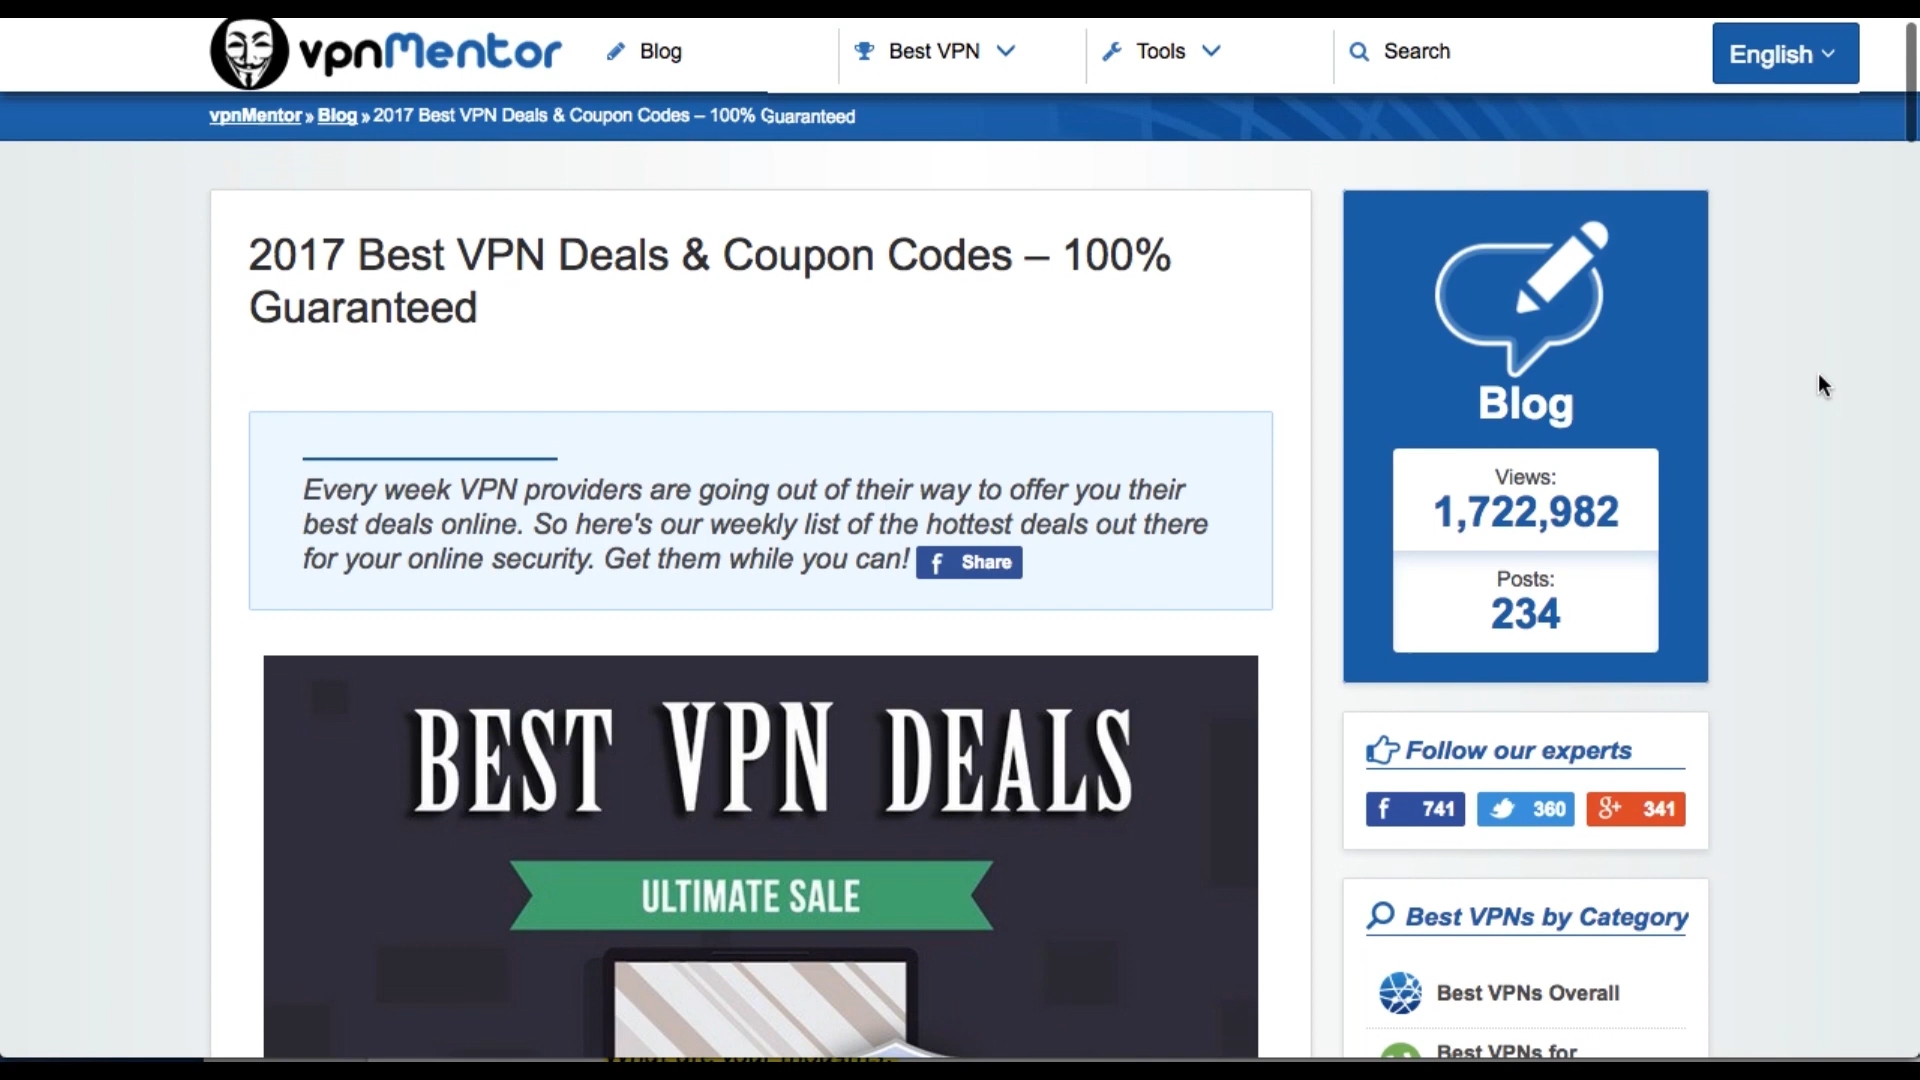 vpnMentor
Blog
Best VPN
Tools
Search
English
vpnMentor » Blog » 2017 Best VPN Deals & Coupon Codes – 100% Guaranteed
2017 Best VPN Deals & Coupon Codes – 100%
Guaranteed
Every week VPN providers are going out of their way to offer you their
best deals online. So here's our weekly list of the hottest deals out there
for your online security. Get them while you can! f Share
BEST VPN DEALS
ULTIMATE SALE
Blog
Views:
1,722,982
Posts:
234
Follow our experts
f 741
360
g+ 341
Best VPNs by Category
Best VPNs Overall
Best VPNs for